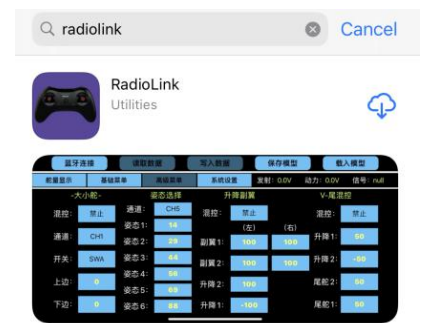 radiolink
Cancel
RadioLink
Utilities
蓝牙连接 读取数据 写入数据 保存模型 载入模型
舵量显示 基础菜单 高级菜单 系统设置 发射: 0.0V 动力: 0.0V 信号: null
-大小舵- 姿态选择 升降副翼 V-尾混控
混控: 禁止 通道: CH5 混控: 禁止 混控: 禁止
姿态1: 14 (左) (右)
通道: CH1 姿态2: 29 副翼1: 100 100 升降1: 50
开关: SWA 姿态3: 44 副翼2: 100 100 升降2: -50
上边: 0 姿态4: 56 升降2: 100 尾舵2: 50
姿态5: 69
下边: 0 姿态6: 88 升降1: -100 尾舵1: 50